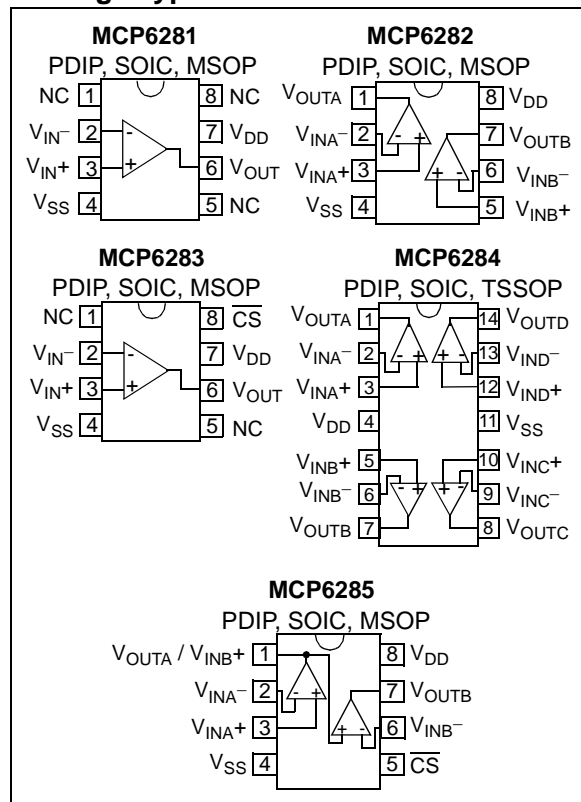 MCP6281
PDIP, SOIC, MSOP
NC 1
8 NC
VIN– 2
7 VDD
VIN+ 3
6 VOUT
VSS 4
5 NC
- +
MCP6282
PDIP, SOIC, MSOP
VOUTA 1
8 VDD
VINA– 2
7 VOUTB
VINA+ 3
6 VINB–
VSS 4
5 VINB+
- +
+ -
MCP6283
PDIP, SOIC, MSOP
NC 1
8 CS
VIN– 2
7 VDD
VIN+ 3
6 VOUT
VSS 4
5 NC
- +
MCP6284
PDIP, SOIC, TSSOP
VOUTA 1
14 VOUTD
VINA– 2
13 VIND–
VINA+ 3
12 VIND+
VDD 4
11 VSS
VINB+ 5
10 VINC+
VINB– 6
9 VINC–
VOUTB 7
8 VOUTC
- +
+ -
- +
+ -
MCP6285
PDIP, SOIC, MSOP
VOUTA / VINB+ 1
8 VDD
VINA– 2
7 VOUTB
VINA+ 3
6 VINB–
VSS 4
5 CS
- +
+ -